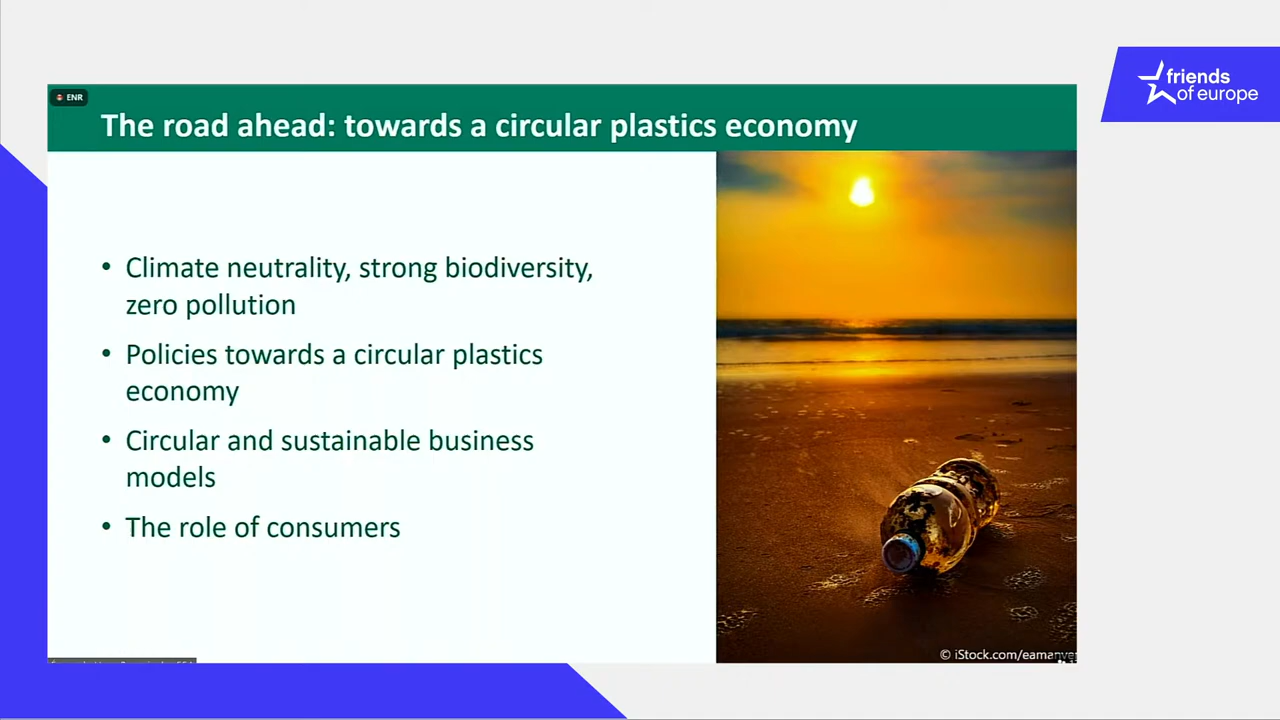 friends
of europe
ENR
The road ahead: towards a circular plastics economy
• Climate neutrality, strong biodiversity,
zero pollution
• Policies towards a circular plastics
economy
• Circular and sustainable business
models
• The role of consumers
© iStock.com/eamanver